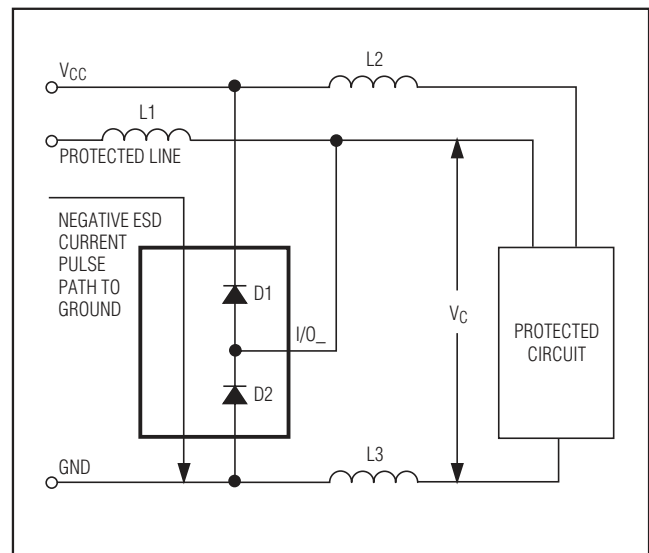 VCC
L2
L1
PROTECTED LINE
NEGATIVE ESD
CURRENT
PULSE
PATH TO
GROUND
D1
I/O_
VC
PROTECTED
CIRCUIT
D2
GND
L3